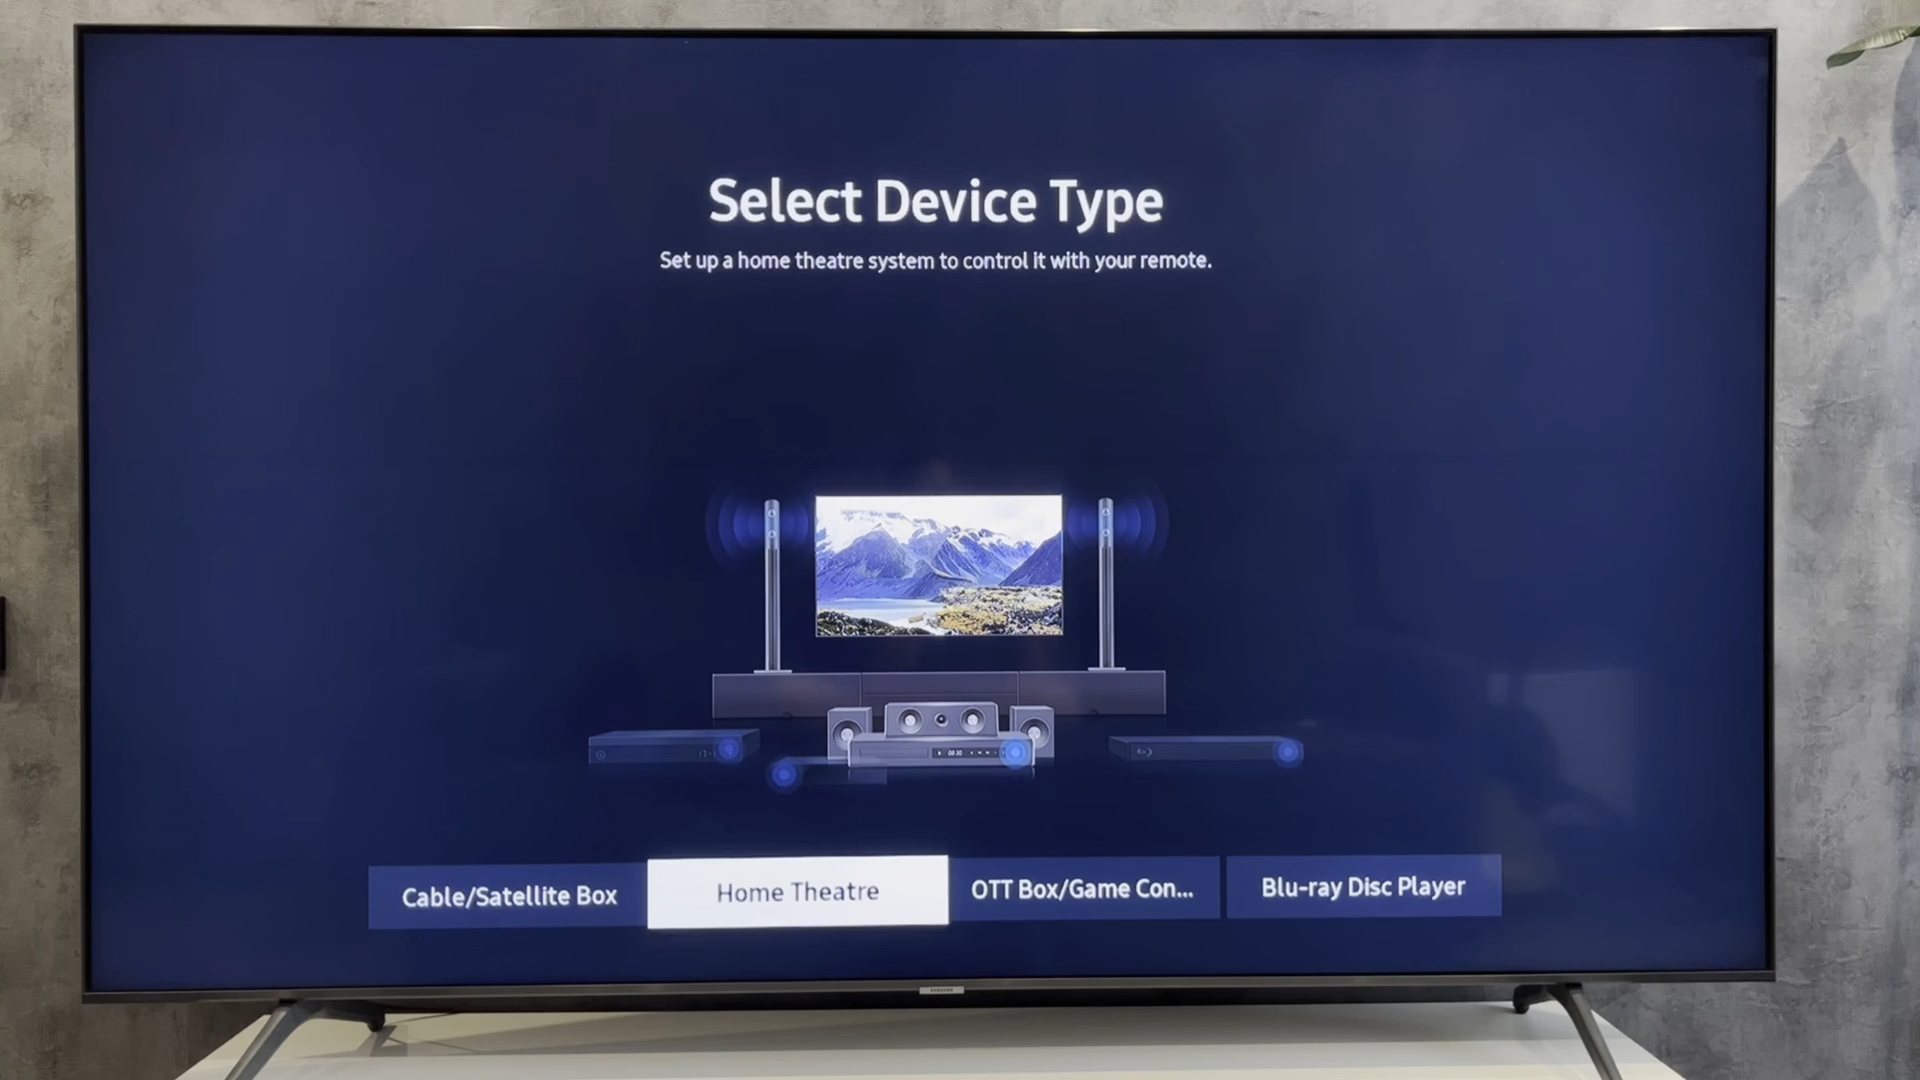 Select Device Type
Set up a home theatre system to control it with your remote.
Cable/Satellite Box
Home Theatre
OTT Box/Game Con...
Blu-ray Disc Player
SAMSUNG